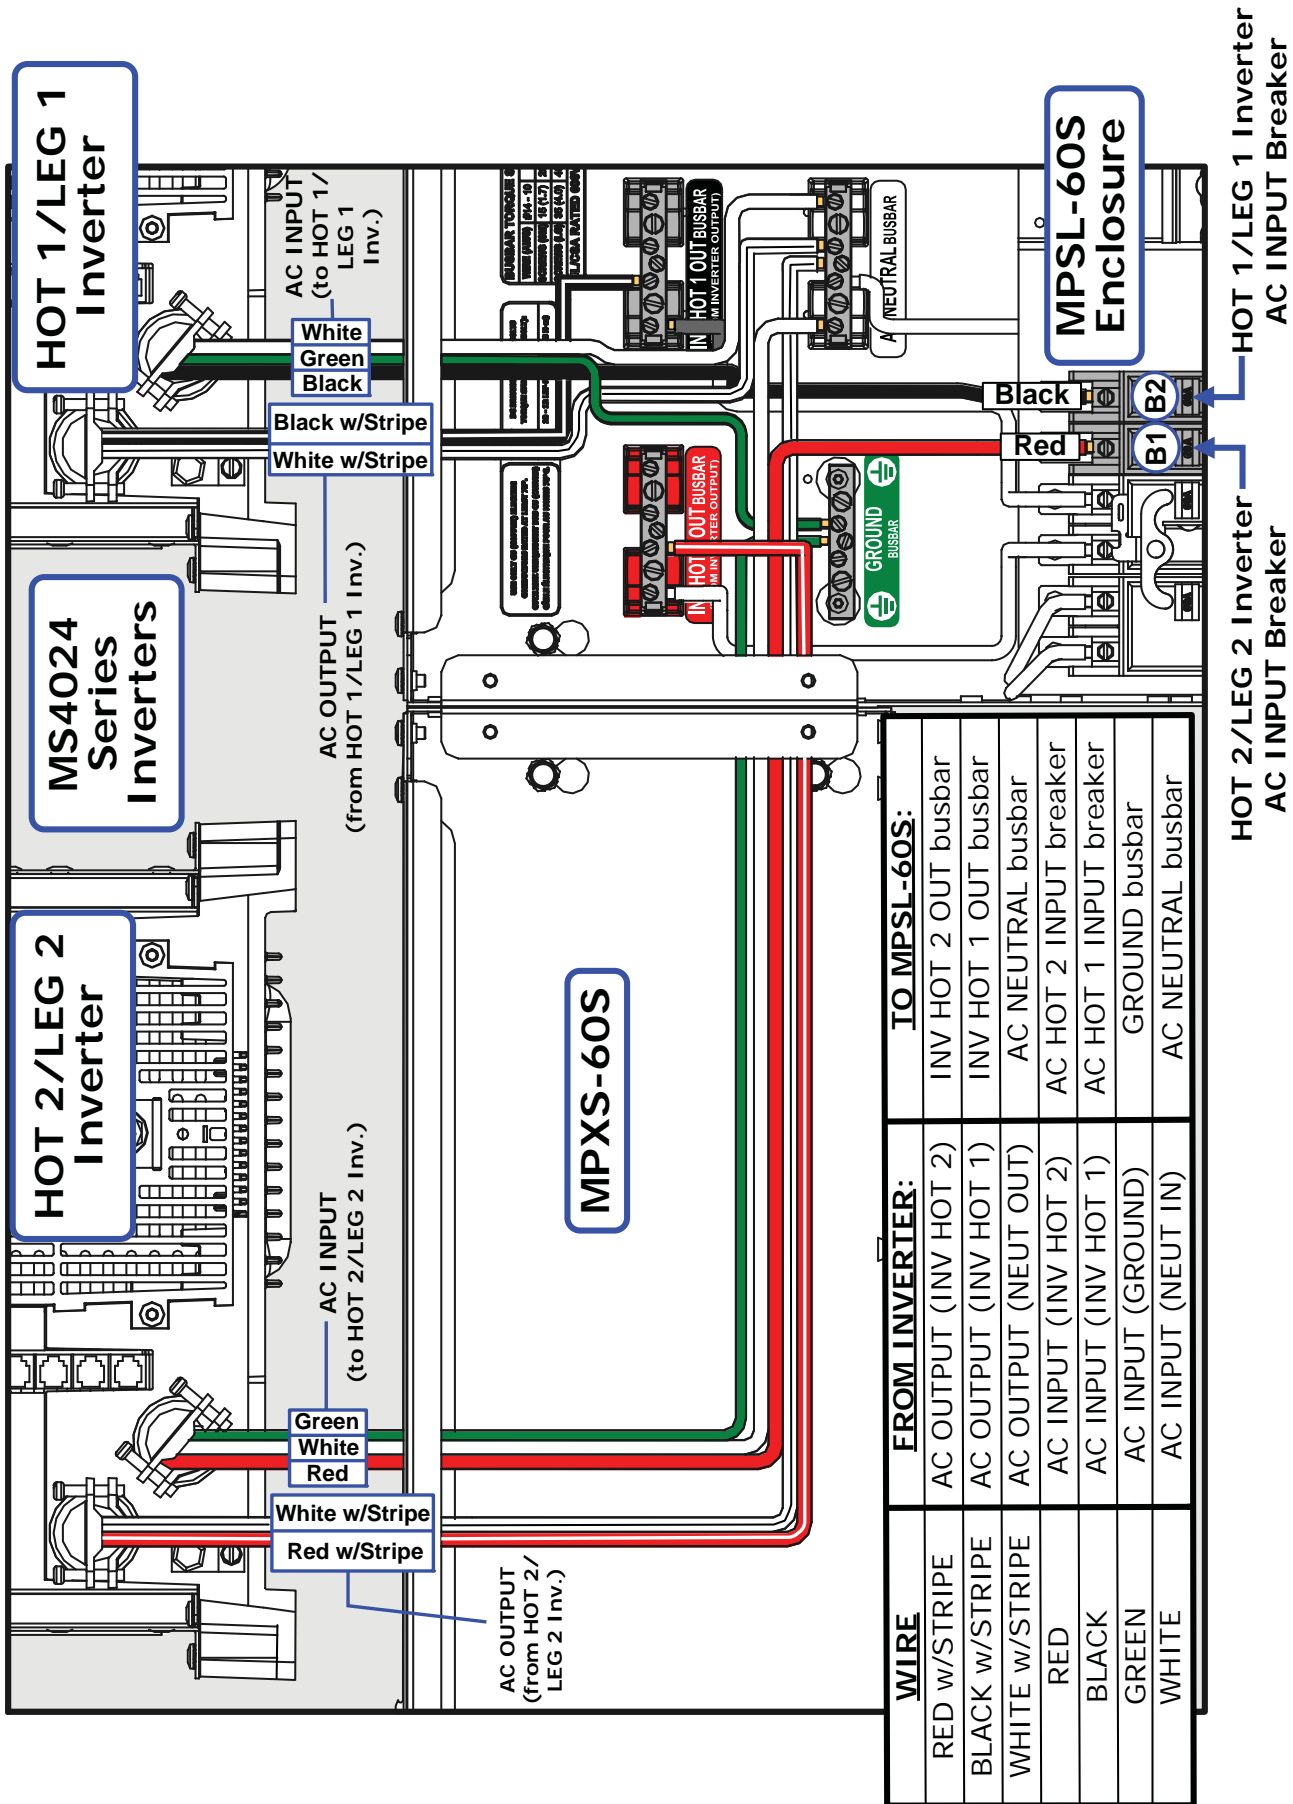 HOT 1/LEG 1
Inverter
MS4024
Series
Inverters
HOT 2/LEG 2
Inverter
AC INPUT
(to HOT 1/
LEG 1
Inv.)
White
Green
Black
Black w/Stripe
White w/Stripe
AC OUTPUT
(from HOT 1/LEG 1 Inv.)
AC INPUT
(to HOT 2/LEG 2 Inv.)
Green
White
Red
White w/Stripe
Red w/Stripe
AC OUTPUT
(from HOT 2/
LEG 2 Inv.)
MPXS-60S
BUSBAR TORQUE
HOT 1 OUT BUSBAR
INVERTER OUTPUT)
HOT
OUT BUSBAR
OUTPUT)
NEUTRAL BUSBAR
GROUND
BUSBAR
MPSL-60S
Enclosure
Black
Red
B2
B1
HOT 1/LEG 1 Inverter
AC INPUT Breaker
HOT 2/LEG 2 Inverter
AC INPUT Breaker
WIRE FROM INVERTER: TO MPSL-60S:
RED w/STRIPE AC OUTPUT (INV HOT 2) INV HOT 2 OUT busbar
BLACK w/STRIPE AC OUTPUT (INV HOT 1) INV HOT 1 OUT busbar
WHITE w/STRIPE AC OUTPUT (NEUT OUT) AC NEUTRAL busbar
RED AC INPUT (INV HOT 2) AC HOT 2 INPUT breaker
BLACK AC INPUT (INV HOT 1) AC HOT 1 INPUT breaker
GREEN AC INPUT (GROUND) GROUND busbar
WHITE AC INPUT (NEUT IN) AC NEUTRAL busbar